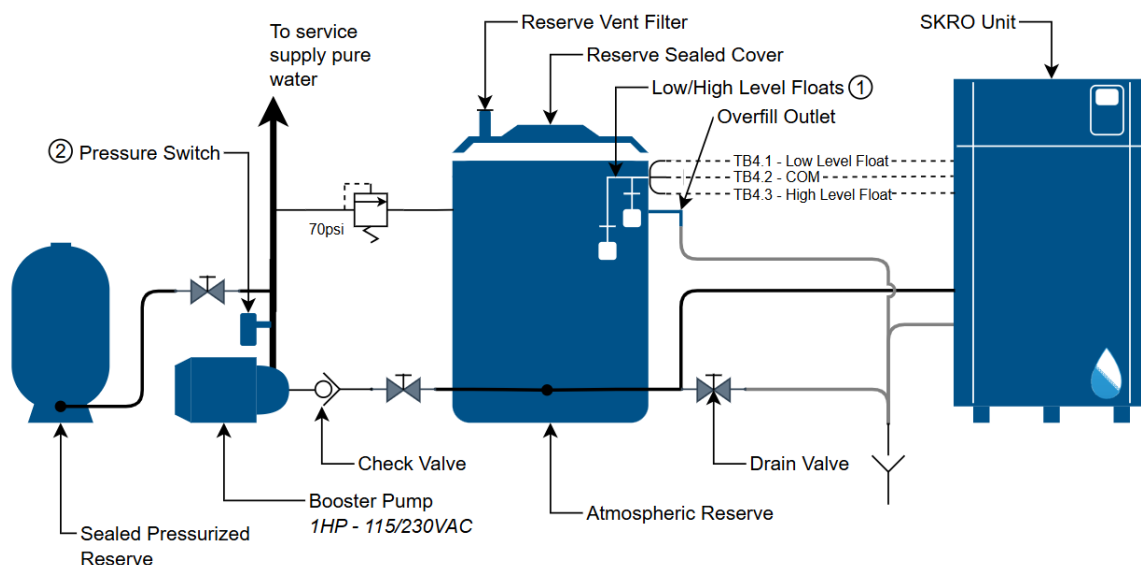 To service
supply pure
water
Reserve Vent Filter
Reserve Sealed Cover
SKRO Unit
Low/High Level Floats ①
Overfill Outlet
② Pressure Switch
TB4.1 - Low Level Float
TB4.2 - COM
TB4.3 - High Level Float
70psi
Check Valve
Drain Valve
Booster Pump
1HP - 115/230VAC
Atmospheric Reserve
Sealed Pressurized
Reserve